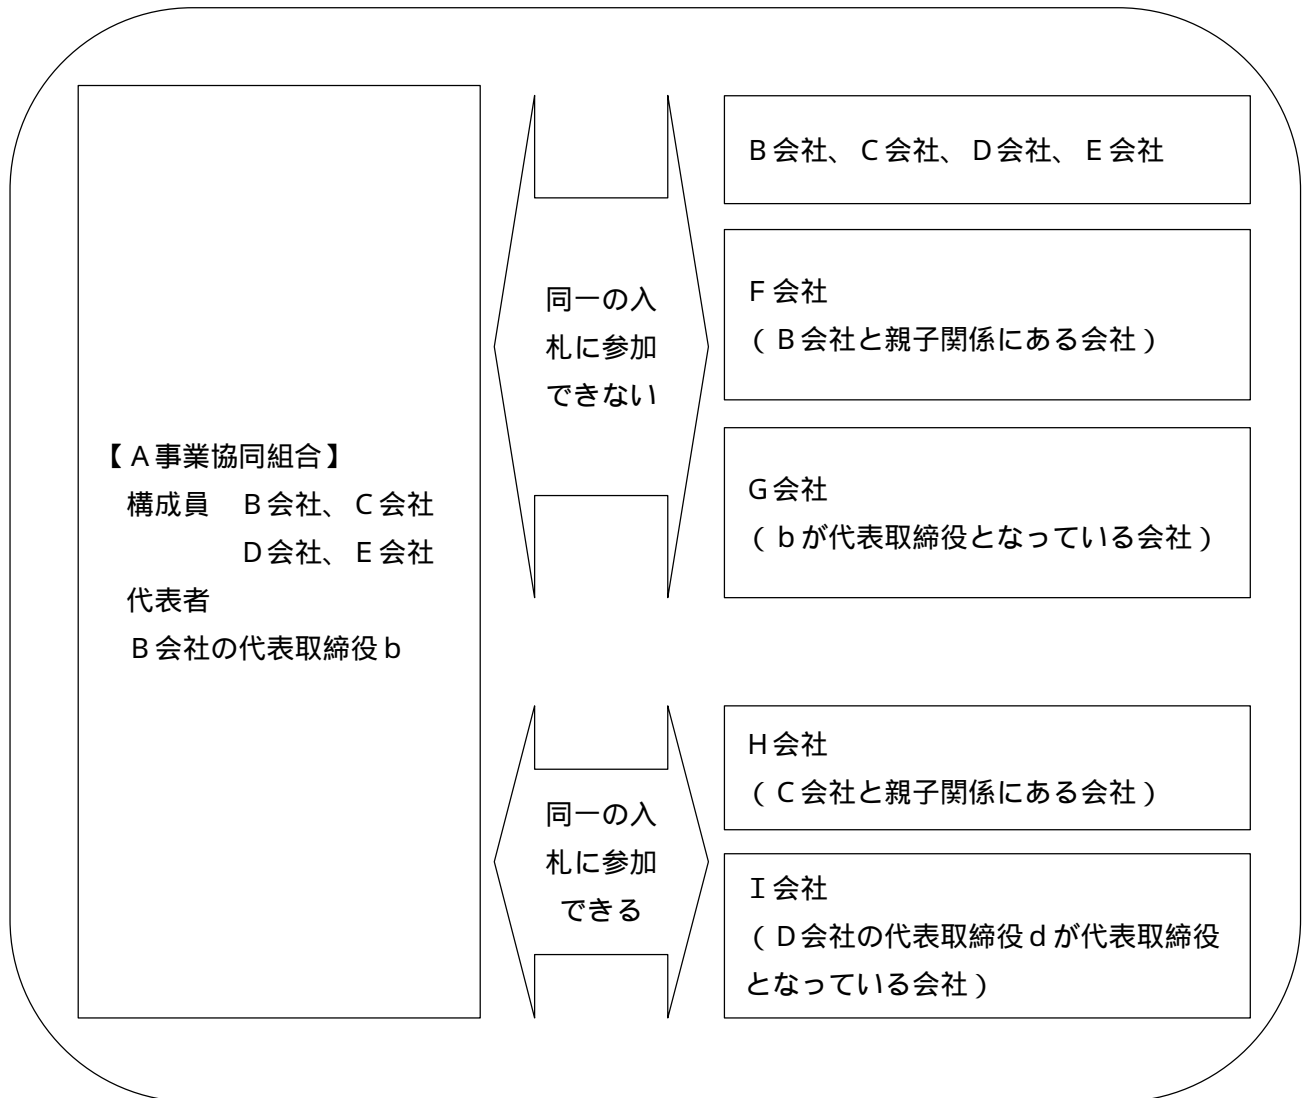 【A事業協同組合】
構成員　B会社、C会社
D会社、E会社
代表者
B会社の代表取締役b
同一の入
札に参加
できない
B会社、C会社、D会社、E会社
F会社
(B会社と親子関係にある会社)
G会社
(bが代表取締役となっている会社)
同一の入
札に参加
できる
H会社
(C会社と親子関係にある会社)
I会社
(D会社の代表取締役dが代表取締役
となっている会社)